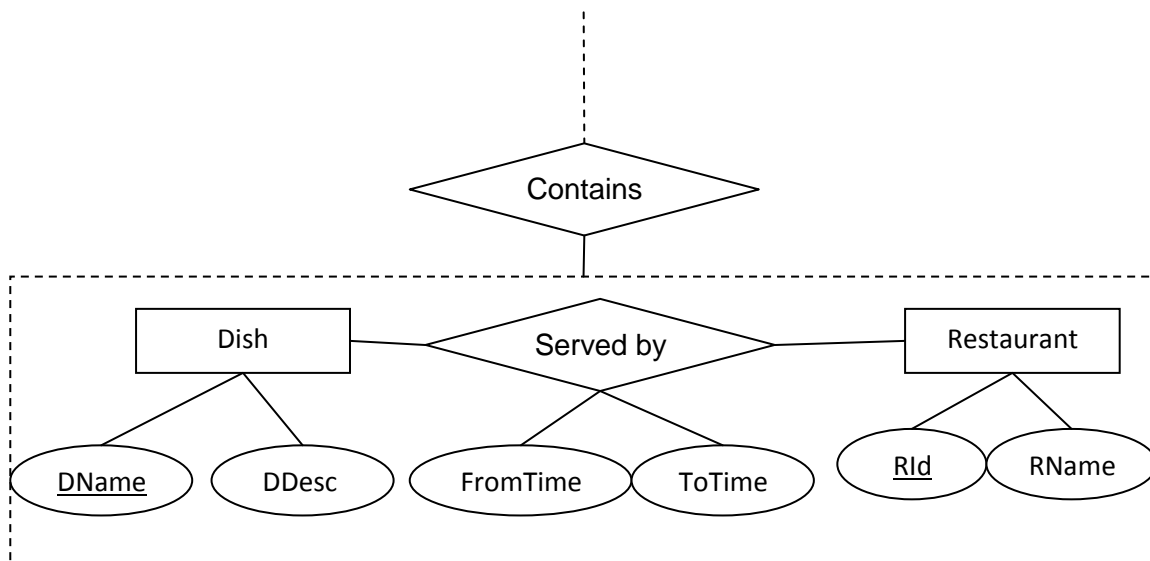 Contains
Dish
Served by
Restaurant
DName
DDesc
FromTime
ToTime
RId
RName